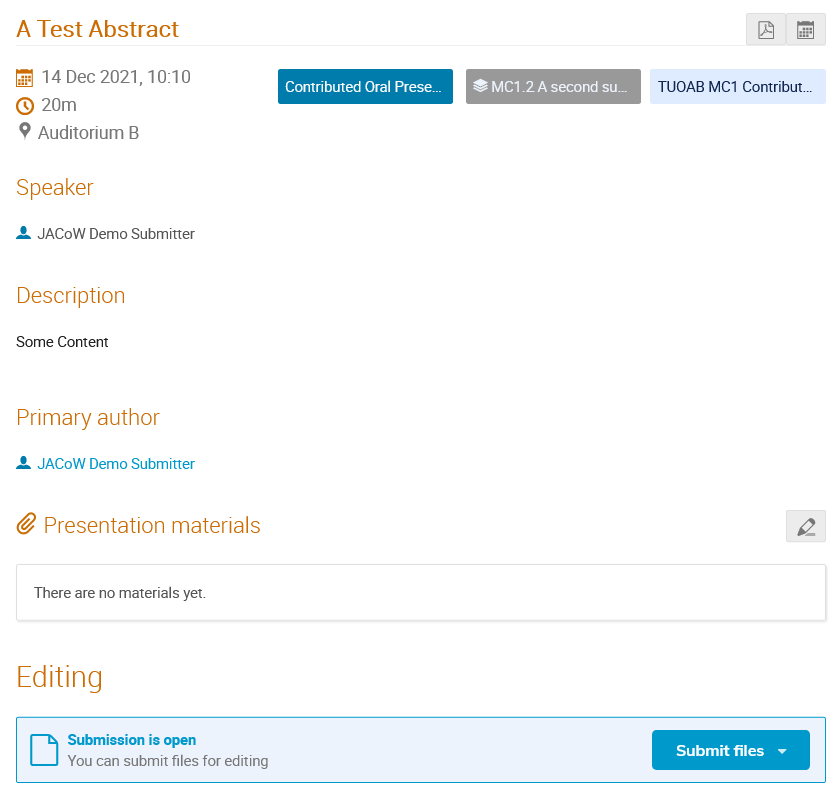 A Test Abstract
14 Dec 2021, 10:10
20m
Auditorium B
Contributed Oral Prese...
MC1.2 A second su...
TUOAB MC1 Contribut...
Speaker
JACoW Demo Submitter
Description
Some Content
Primary author
JACoW Demo Submitter
Presentation materials
There are no materials yet.
Editing
Submission is open
You can submit files for editing
Submit files